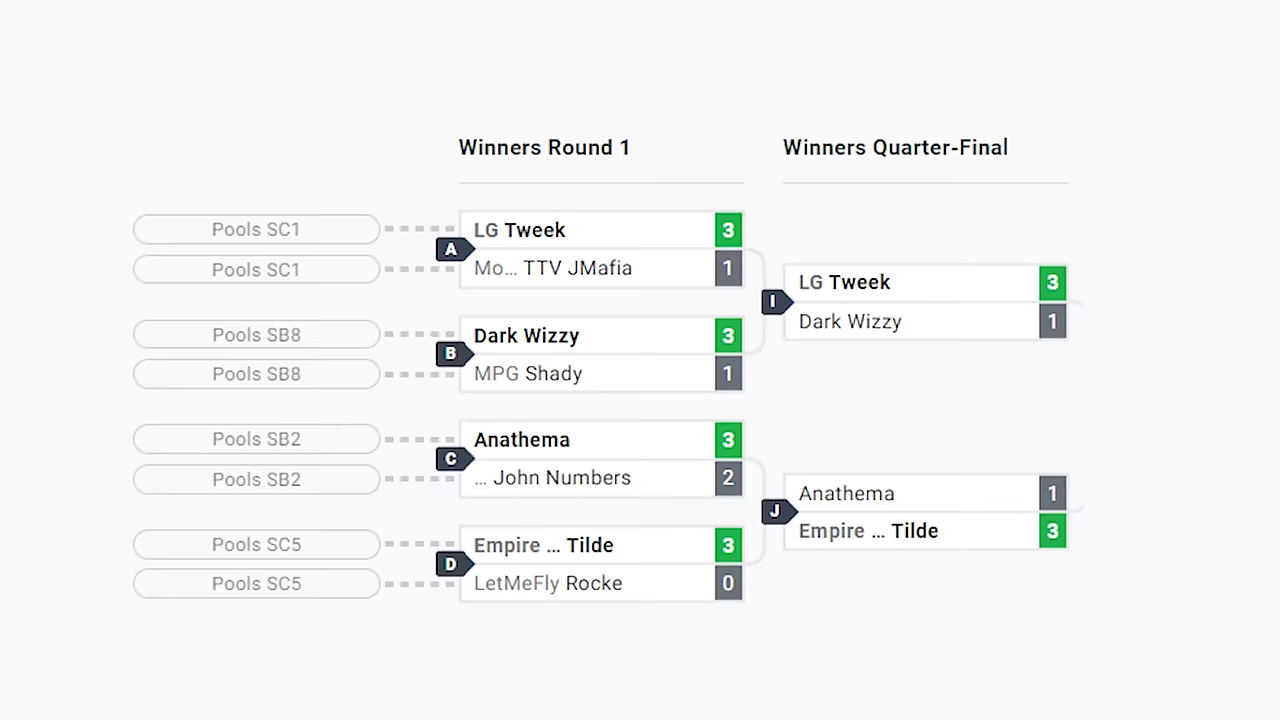 Winners Round 1
Winners Quarter-Final
Pools SC1
Pools SC1
A
LG Tweek 3
Mo... TTV JMafia 1
Pools SB8
Pools SB8
B
Dark Wizzy 3
MPG Shady 1
Pools SB2
Pools SB2
C
Anathema 3
... John Numbers 2
Pools SC5
Pools SC5
D
Empire ... Tilde 3
LetMeFly Rocke 0
I
LG Tweek 3
Dark Wizzy 1
J
Anathema 1
Empire ... Tilde 3